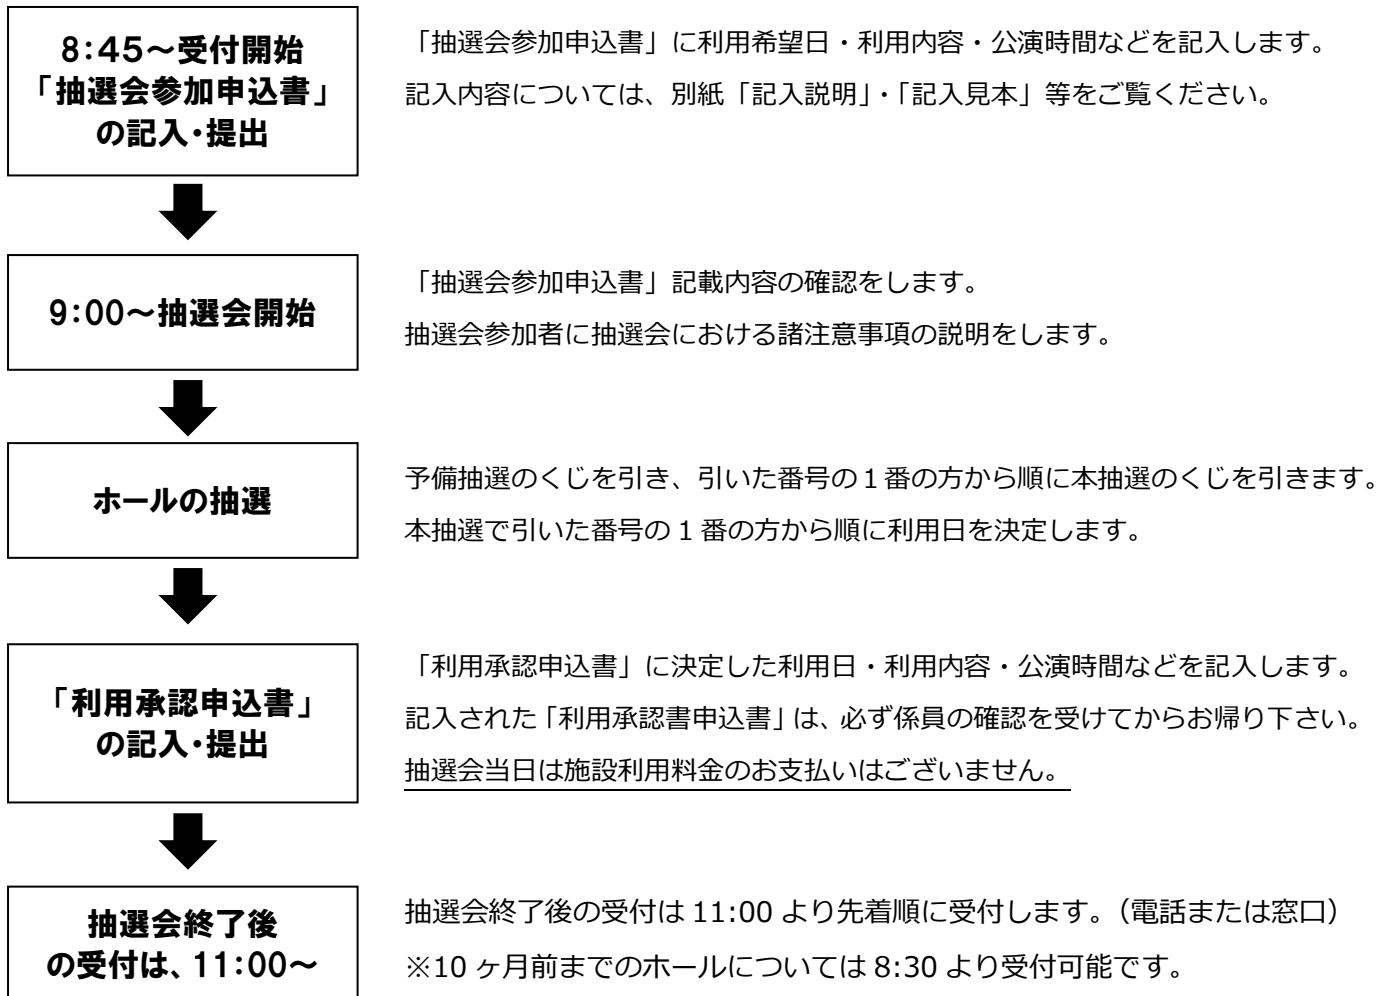 8:45～受付開始
「抽選会参加申込書」
の記入・提出
「抽選会参加申込書」に利用希望日・利用内容・公演時間などを記入します。
記入内容については、別紙「記入説明」・「記入見本」等をご覧ください。
9:00～抽選会開始
「抽選会参加申込書」記載内容の確認をします。
抽選会参加者に抽選会における諸注意事項の説明をします。
ホールの抽選
予備抽選のくじを引き、引いた番号の1番の方から順に本抽選のくじを引きます。
本抽選で引いた番号の1番の方から順に利用日を決定します。
「利用承認申込書」
の記入・提出
「利用承認申込書」に決定した利用日・利用内容・公演時間などを記入します。
記入された「利用承認書申込書」は、必ず係員の確認を受けてからお帰り下さい。
抽選会当日は施設利用料金のお支払いはございません。
抽選会終了後
の受付は、11:00～
抽選会終了後の受付は 11:00 より先着順に受付します。（電話または窓口）
※10 ヶ月前までのホールについては 8:30 より受付可能です。